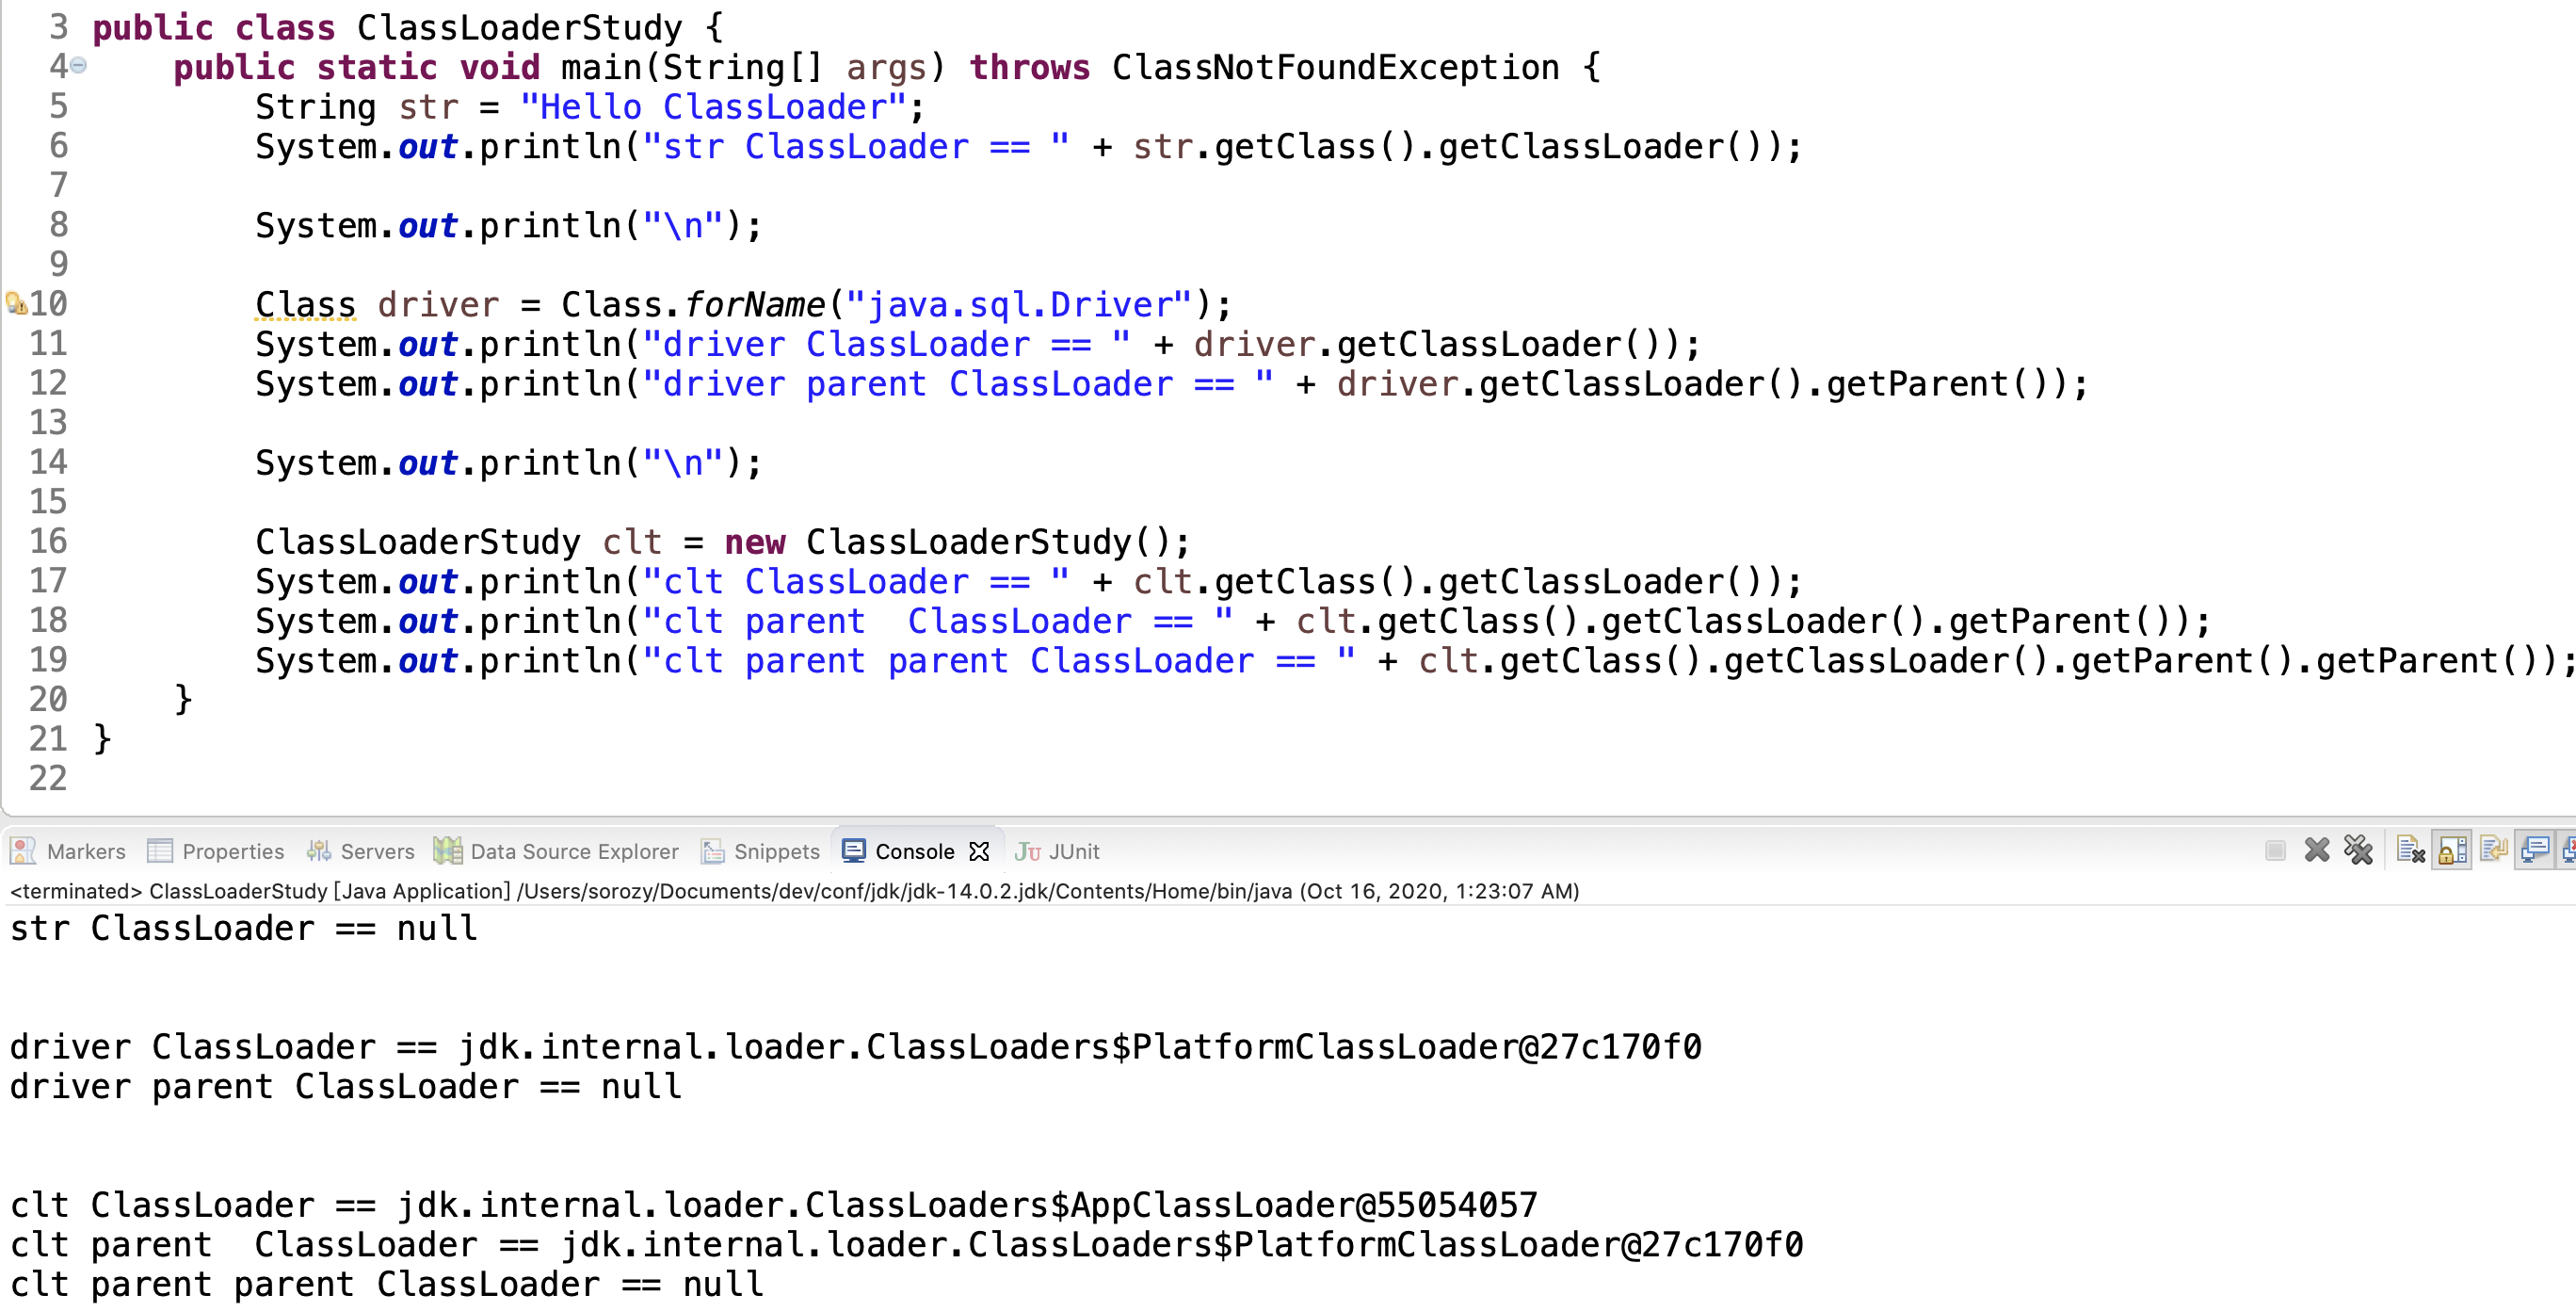 3 public class ClassLoaderStudy {
4 public static void main(String[] args) throws ClassNotFoundException {
5 String str = "Hello ClassLoader";
6 System.out.println("str ClassLoader == " + str.getClass().getClassLoader());
7
8 System.out.println("\n");
9
10 Class driver = Class.forName("java.sql.Driver");
11 System.out.println("driver ClassLoader == " + driver.getClassLoader());
12 System.out.println("driver parent ClassLoader == " + driver.getClassLoader().getParent());
13
14 System.out.println("\n");
15
16 ClassLoaderStudy clt = new ClassLoaderStudy();
17 System.out.println("clt ClassLoader == " + clt.getClass().getClassLoader());
18 System.out.println("clt parent  ClassLoader == " + clt.getClass().getClassLoader().getParent());
19 System.out.println("clt parent parent ClassLoader == " + clt.getClass().getClassLoader().getParent().getParent());
20 }
21 }
22
Markers Properties Servers Data Source Explorer Snippets Console JUnit
<terminated> ClassLoaderStudy [Java Application] /Users/sorozy/Documents/dev/conf/jdk/jdk-14.0.2.jdk/Contents/Home/bin/java (Oct 16, 2020, 1:23:07 AM)
str ClassLoader == null
driver ClassLoader == jdk.internal.loader.ClassLoaders$PlatformClassLoader@27c170f0
driver parent ClassLoader == null
clt ClassLoader == jdk.internal.loader.ClassLoaders$AppClassLoader@55054057
clt parent  ClassLoader == jdk.internal.loader.ClassLoaders$PlatformClassLoader@27c170f0
clt parent parent ClassLoader == null